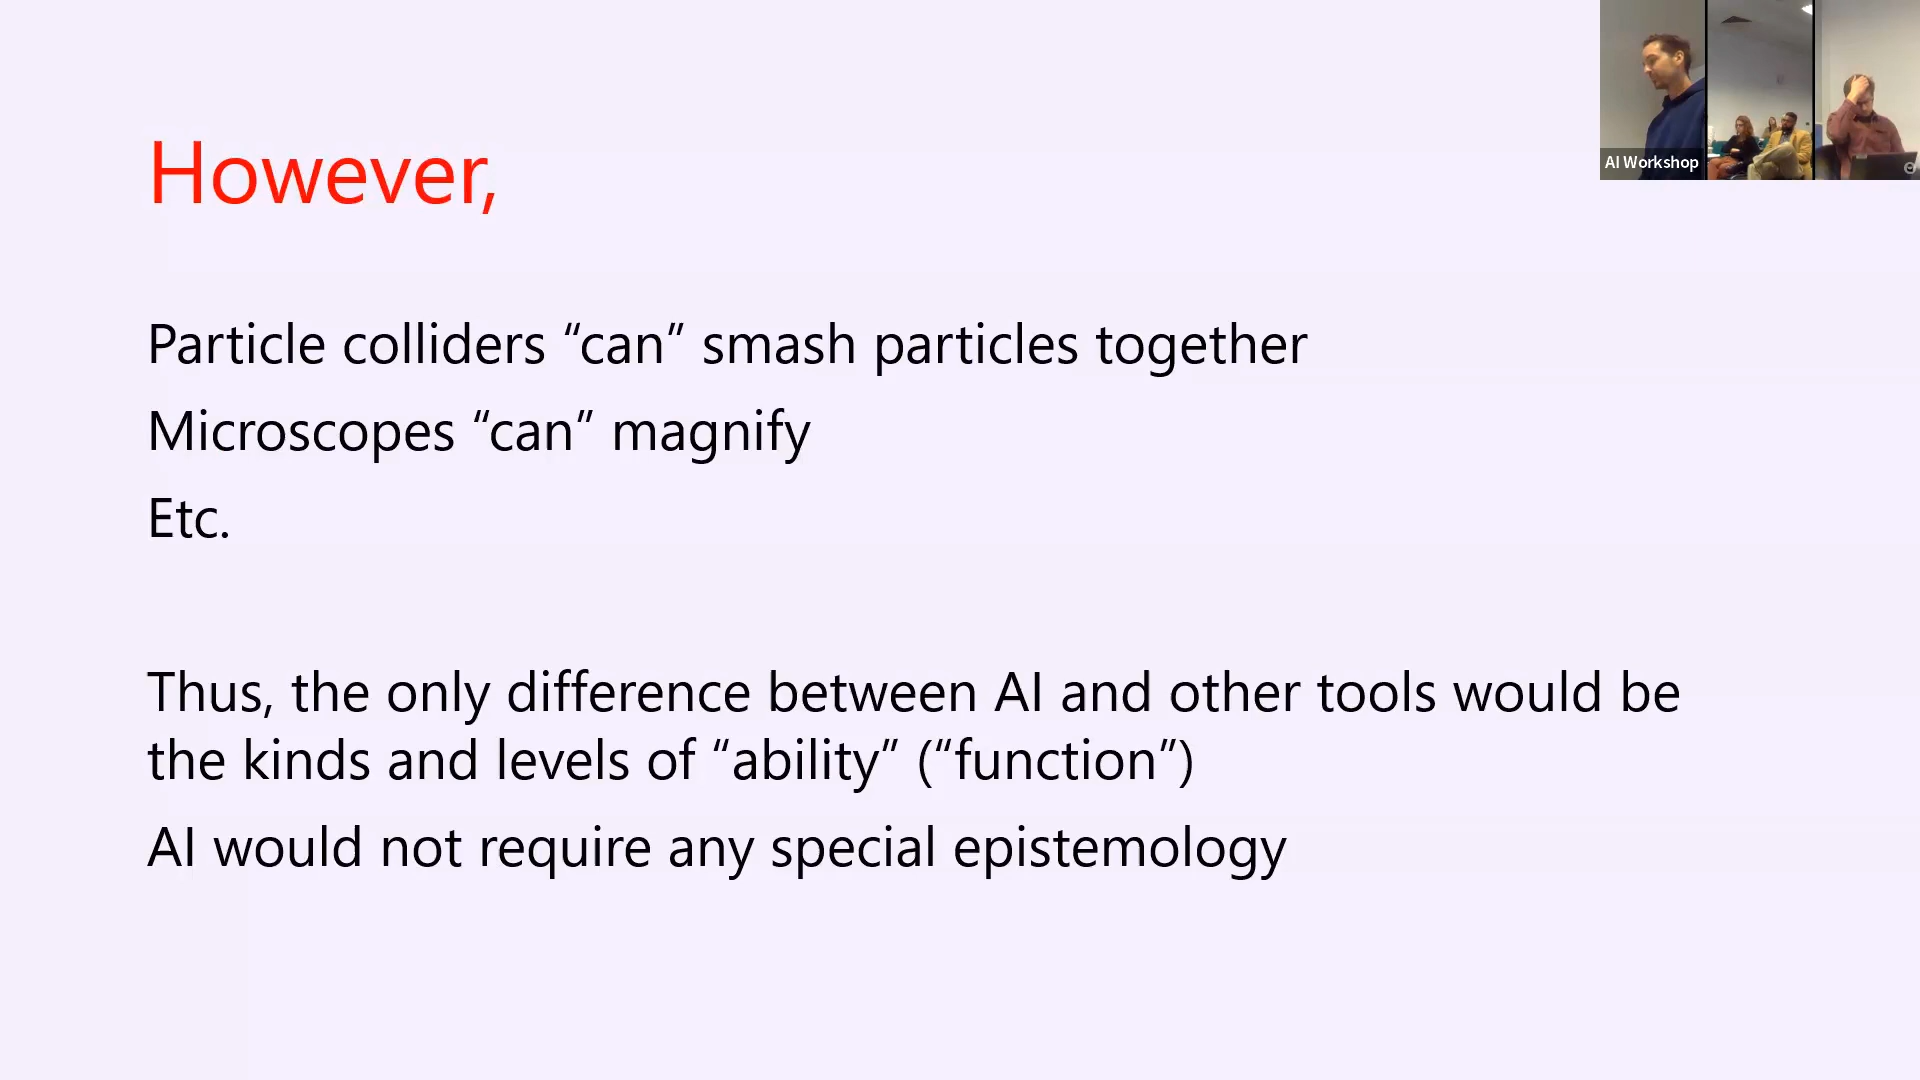 However,
Particle colliders “can” smash particles together
Microscopes “can” magnify
Etc.
Thus, the only difference between AI and other tools would be
the kinds and levels of “ability” (“function”)
AI would not require any special epistemology
AI Workshop